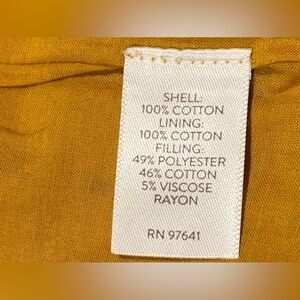 SHELL:
100% COTTON
LINING:
100% COTTON
FILLING:
49% POLYESTER
46% COTTON
5% VISCOSE
RAYON
RN 97641